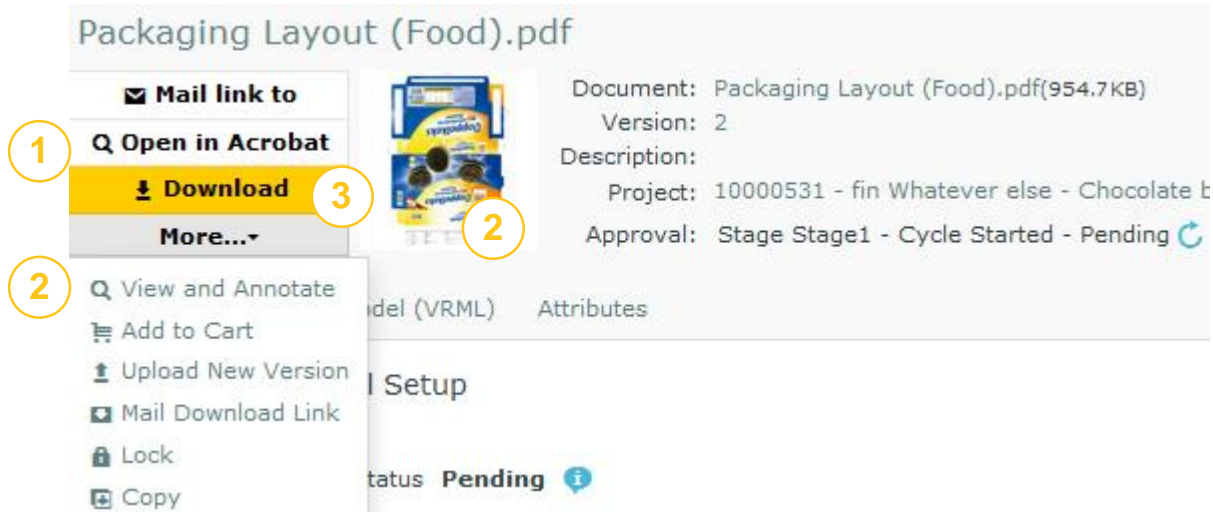 Packaging Layout (Food).pdf
Mail link to
1 Open in Acrobat
Download 3
More...
2 View and Annotate
Add to Cart
Upload New Version
Mail Download Link
Lock
Copy
Doppelkeks
2
Document: Packaging Layout (Food).pdf(954.7KB)
Version: 2
Description:
Project: 10000531 - fin Whatever else - Chocolate b
Approval: Stage Stage1 - Cycle Started - Pending
del (VRML) Attributes
l Setup
tatus Pending